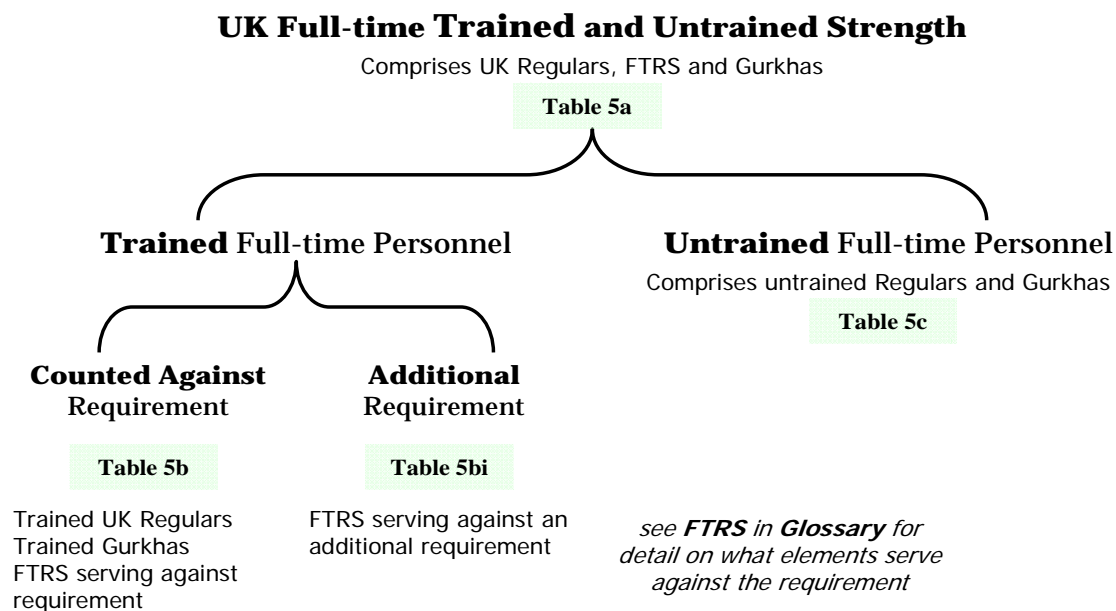 UK Full-time Trained and Untrained Strength
Comprises UK Regulars, FTRS and Gurkhas
Table 5a
Trained Full-time Personnel
Untrained Full-time Personnel
Comprises untrained Regulars and Gurkhas
Table 5c
Counted Against
Requirement
Table 5b
Trained UK Regulars
Trained Gurkhas
FTRS serving against
requirement
Additional
Requirement
Table 5bi
FTRS serving against an
additional requirement
see FTRS in Glossary for
detail on what elements serve
against the requirement